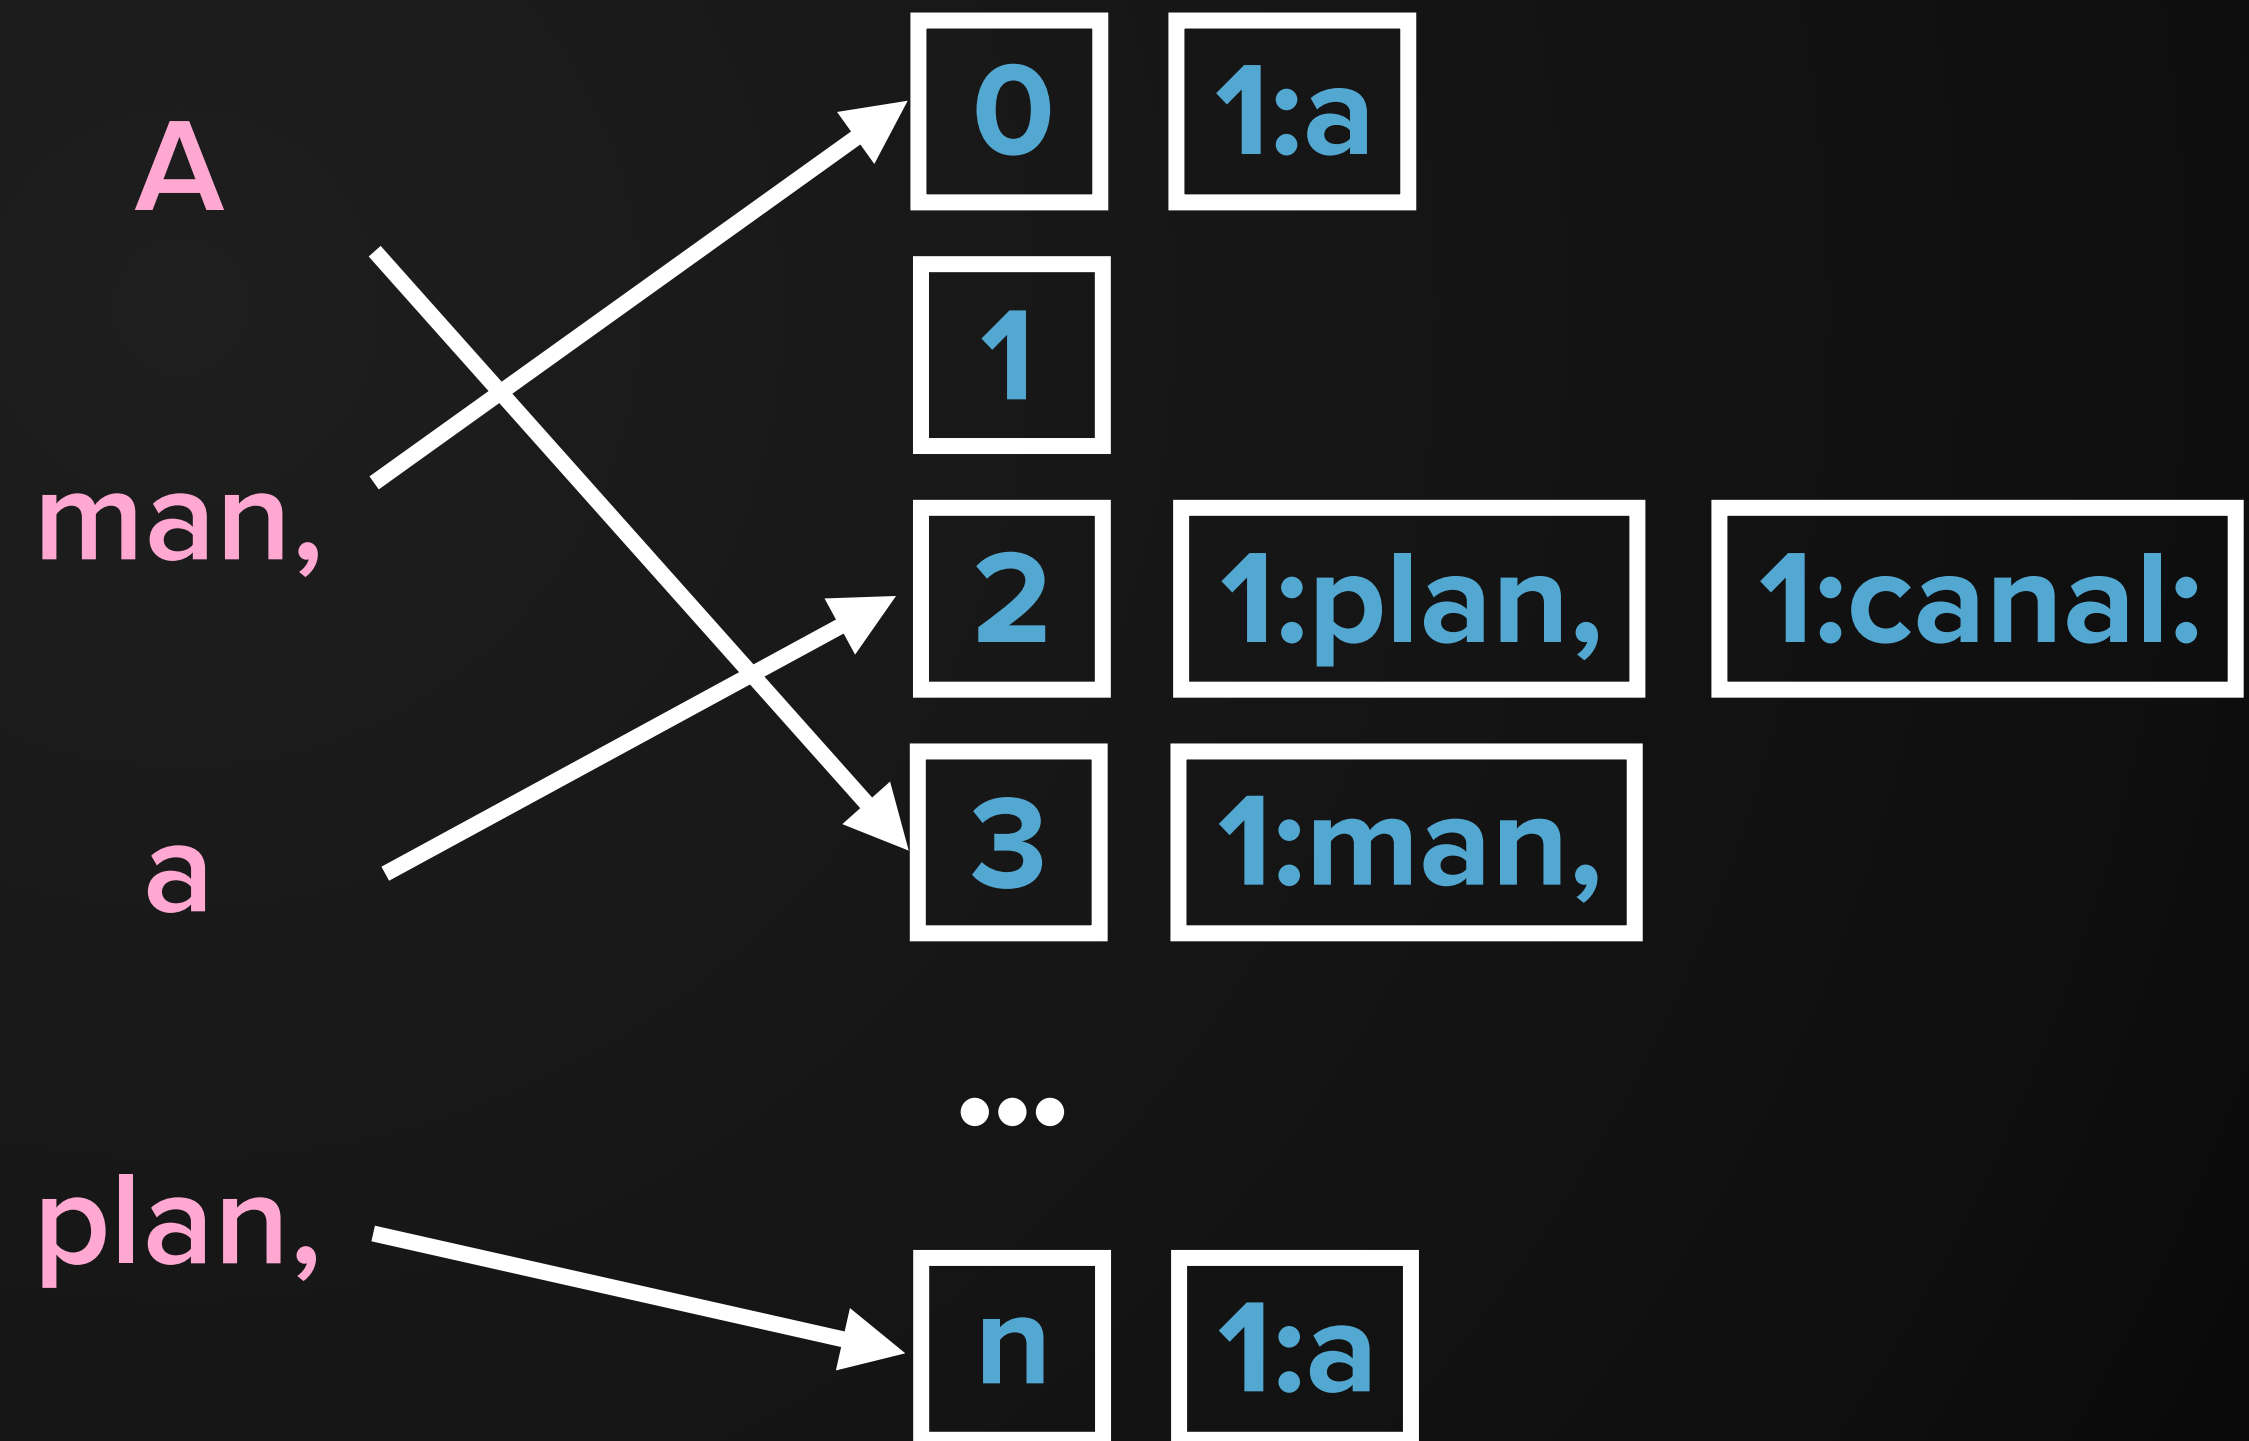 A
man,
a
plan,
0 1:a
1
2 1:plan, 1:canal:
3 1:man,
...
n 1:a